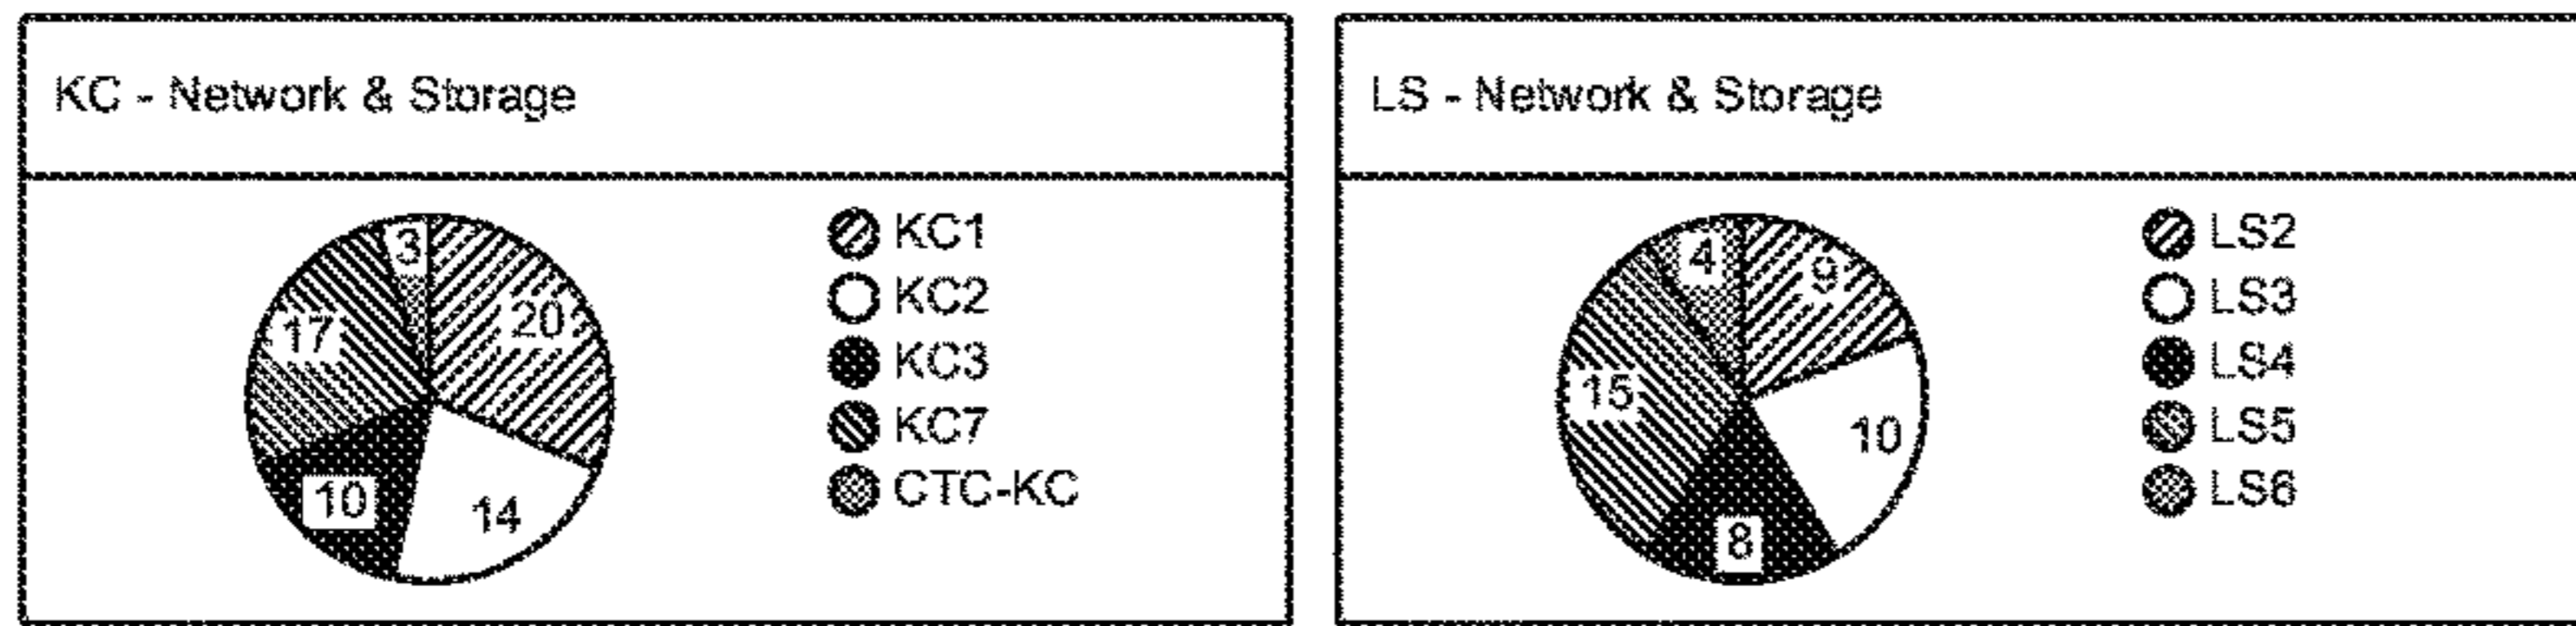 KC - Network & Storage
3
20
17
10
14
KC1
KC2
KC3
KC7
CTC-KC
LS - Network & Storage
4
9
15
10
8
LS2
LS3
LS4
LS5
LS6